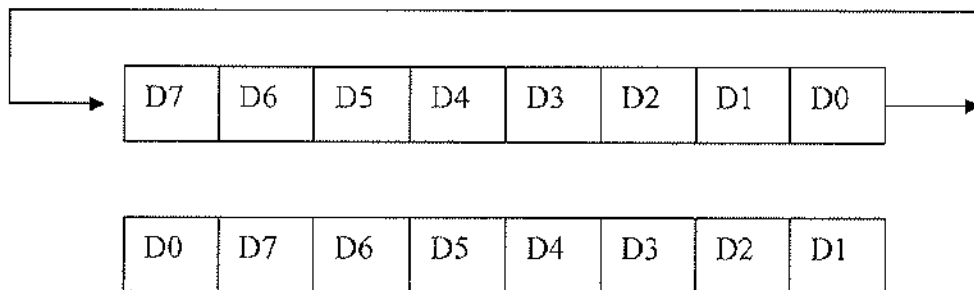 D7 D6 D5 D4 D3 D2 D1 D0
D0 D7 D6 D5 D4 D3 D2 D1